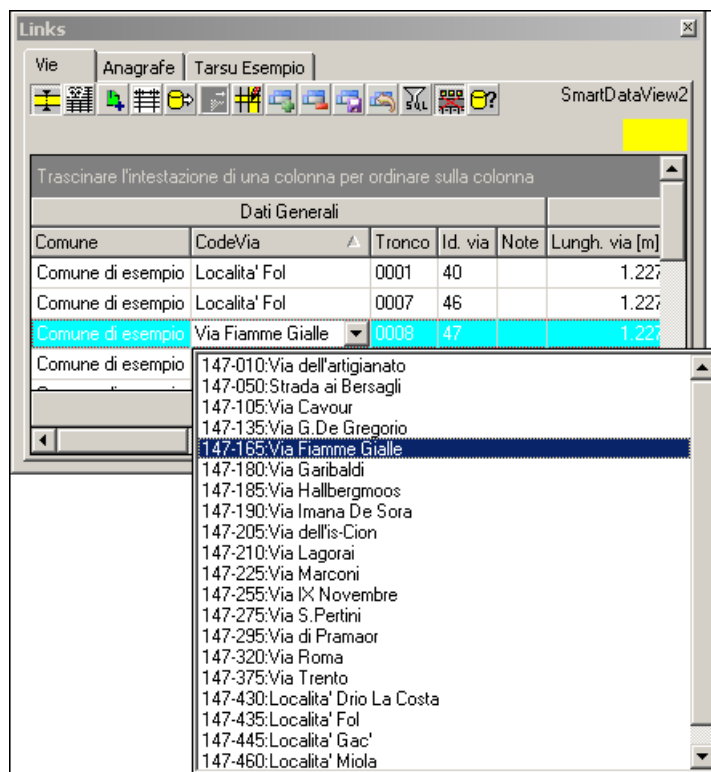 Links
Vie Anagrafe Tarsu Esempio
SQL SmartDataView2
Trascinare l'intestazione di una colonna per ordinare sulla colonna
Dati Generali
Comune CodeVia Tronco Id. via Note Lungh. via [m]
Comune di esempio Localita' Fol 0001 40 1.227
Comune di esempio Localita' Fol 0007 46 1.227
Comune di esempio Via Fiamme Gialle 0008 47 1.227
Comune di esempio
147-010:Via dell'artigianato
147-050:Strada ai Bersagli
147-105:Via Cavour
147-135:Via G.De Gregorio
147-165:Via Fiamme Gialle
147-180:Via Garibaldi
147-185:Via Hallbergmoos
147-190:Via Imana De Sora
147-205:Via dell'is-Cion
147-210:Via Lagorai
147-225:Via Marconi
147-255:Via IX Novembre
147-275:Via S.Pertini
147-295:Via di Pramaor
147-320:Via Roma
147-375:Via Trento
147-430:Localita' Drio La Costa
147-435:Localita' Fol
147-445:Localita' Gac'
147-460:Localita' Miola